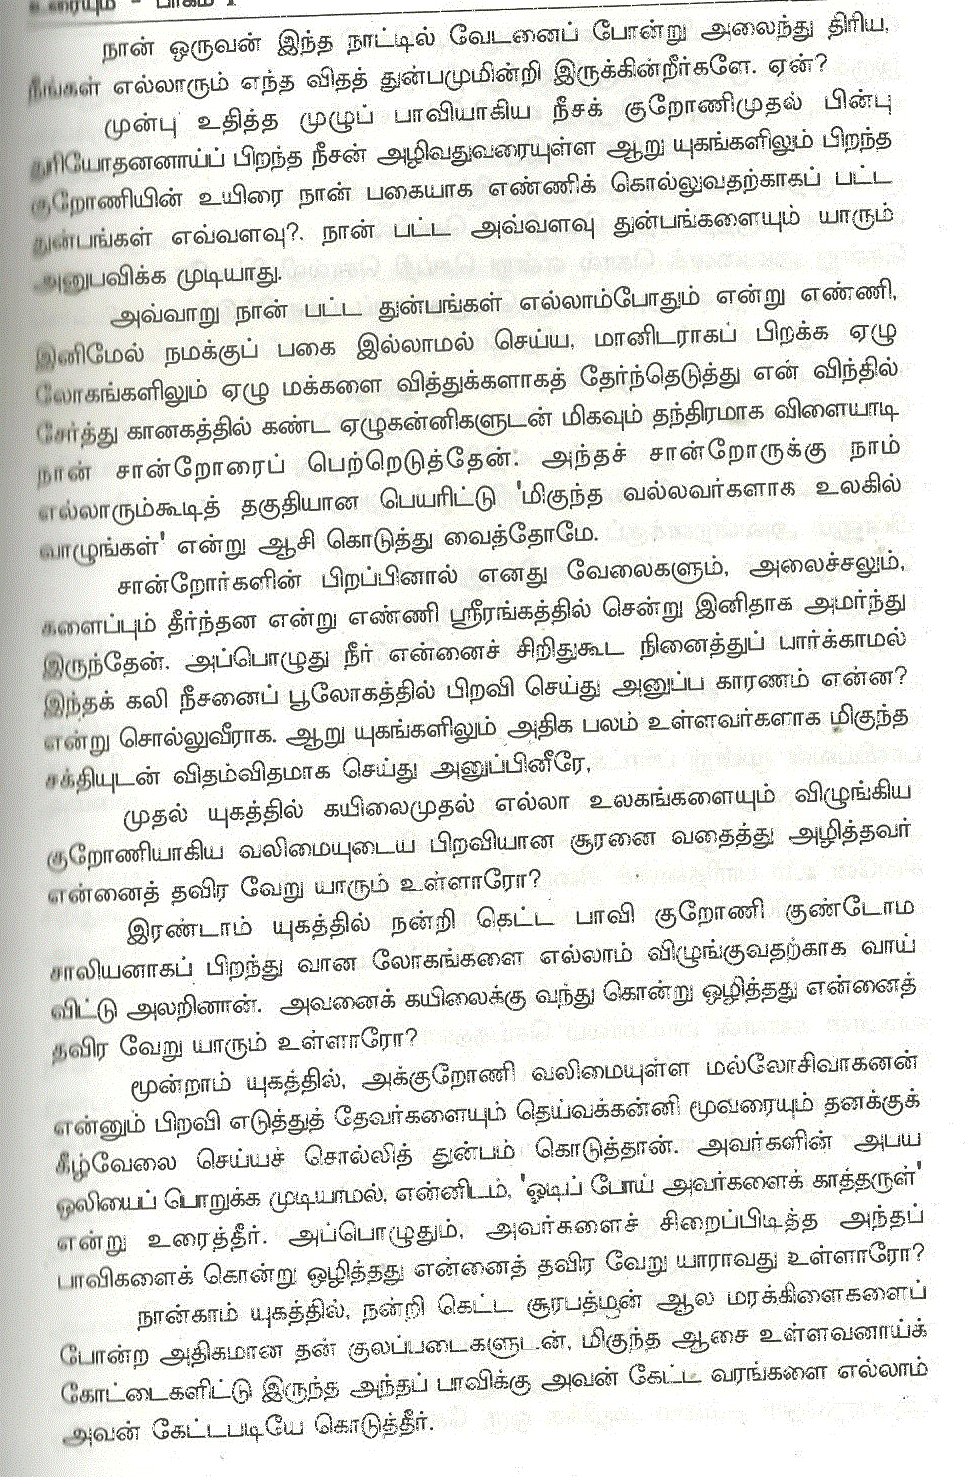 உரையும் - பாகம் 1
நான் ஒருவன் இந்த நாட்டில் வேடனைப் போன்று அலைந்து திரிய,
நீங்கள் எல்லாரும் எந்த விதத் துன்பமுமின்றி இருக்கின்றீர்களே. ஏன்?
முன்பு உதித்த முழுப் பாவியாகிய நீசக் குறோணிமுதல் பின்பு
துரியோதனனாய்ப் பிறந்த நீசன் அழிவதுவரையுள்ள ஆறு யுகங்களிலும் பிறந்த
குறோணியின் உயிரை நான் பகையாக எண்ணிக் கொல்லுவதற்காகப் பட்ட
துன்பங்கள் எவ்வளவு?. நான் பட்ட அவ்வளவு துன்பங்களையும் யாரும்
அனுபவிக்க முடியாது.
அவ்வாறு நான் பட்ட துன்பங்கள் எல்லாம்போதும் என்று எண்ணி,
இனிமேல் நமக்குப் பகை இல்லாமல் செய்ய, மானிடராகப் பிறக்க ஏழு
லோகங்களிலும் ஏழு மக்களை வித்துக்களாகத் தேர்ந்தெடுத்து என் விந்தில்
சேர்த்து கானகத்தில் கண்ட ஏழுகன்னிகளுடன் மிகவும் தந்திரமாக விளையாடி
நான் சான்றோரைப் பெற்றெடுத்தேன். அந்தச் சான்றோருக்கு நாம்
எல்லாரும்கூடித் தகுதியான பெயரிட்டு 'மிகுந்த வல்லவர்களாக உலகில்
வாழுங்கள்' என்று ஆசி கொடுத்து வைத்தோமே.
சான்றோர்களின் பிறப்பினால் எனது வேலைகளும், அலைச்சலும்,
களைப்பும் தீர்ந்தன என்று எண்ணி ஸ்ரீரங்கத்தில் சென்று இனிதாக அமர்ந்து
இருந்தேன். அப்பொழுது நீர் என்னைச் சிறிதுகூட நினைத்துப் பார்க்காமல்
இந்தக் கலி நீசனைப் பூலோகத்தில் பிறவி செய்து அனுப்ப காரணம் என்ன?
என்று சொல்லுவீராக. ஆறு யுகங்களிலும் அதிக பலம் உள்ளவர்களாக மிகுந்த
சக்தியுடன் விதம்விதமாக செய்து அனுப்பினீரே,
முதல் யுகத்தில் கயிலைமுதல் எல்லா உலகங்களையும் விழுங்கிய
குறோணியாகிய வலிமையுடைய பிறவியான சூரனை வதைத்து அழித்தவர்
என்னைத் தவிர வேறு யாரும் உள்ளாரோ?
இரண்டாம் யுகத்தில் நன்றி கெட்ட பாவி குறோணி குண்டோம
சாலியனாகப் பிறந்து வான லோகங்களை எல்லாம் விழுங்குவதற்காக வாய்
விட்டு அலறினான். அவனைக் கயிலைக்கு வந்து கொன்று ஒழித்தது என்னைத்
தவிர வேறு யாரும் உள்ளாரோ?
மூன்றாம் யுகத்தில், அக்குறோணி வலிமையுள்ள மல்லோசிவாகனன்
என்னும் பிறவி எடுத்துத் தேவர்களையும் தெய்வக்கன்னி மூவரையும் தனக்குக்
கீழ்வேலை செய்யச் சொல்லித் துன்பம் கொடுத்தான். அவர்களின் அபய
ஒலியைப் பொறுக்க முடியாமல், என்னிடம், 'ஓடிப் போய் அவர்களைக் காத்தருள்'
என்று உரைத்தீர். அப்பொழுதும், அவர்களைச் சிறைப்பிடித்த அந்தப்
பாவிகளைக் கொன்று ஒழித்தது என்னைத் தவிர வேறு யாராவது உள்ளாரோ?
நான்காம் யுகத்தில், நன்றி கெட்ட சூரபத்மன் ஆல மரக்கிளைகளைப்
போன்ற அதிகமான தன் குலப்படைகளுடன், மிகுந்த ஆசை உள்ளவனாய்க்
கோட்டைகளிட்டு இருந்த அந்தப் பாவிக்கு அவன் கேட்ட வரங்களை எல்லாம்
அவன் கேட்டபடியே கொடுத்தீர்.